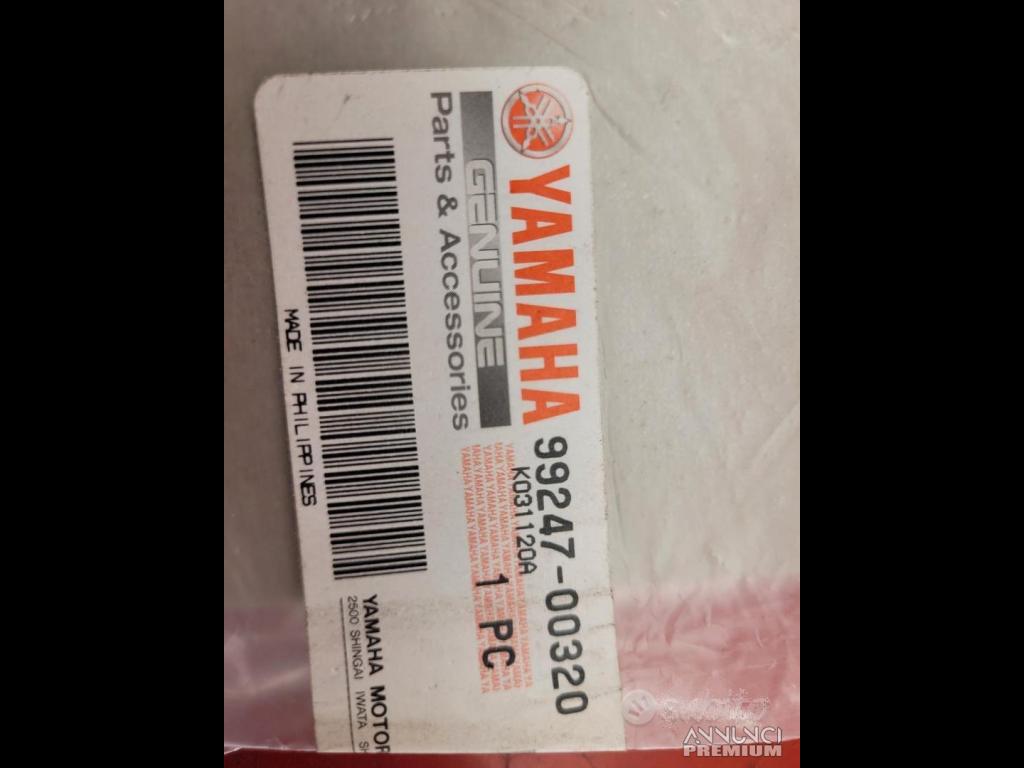 YAMAHA
GENUINE
Parts & Accessories
99247-00320
K031120A
1 PC
MADE IN PHILIPPINES
YAMAHA MOTOR
2500 SHINGAI IWATA
ANNUNCI
PREMIUM